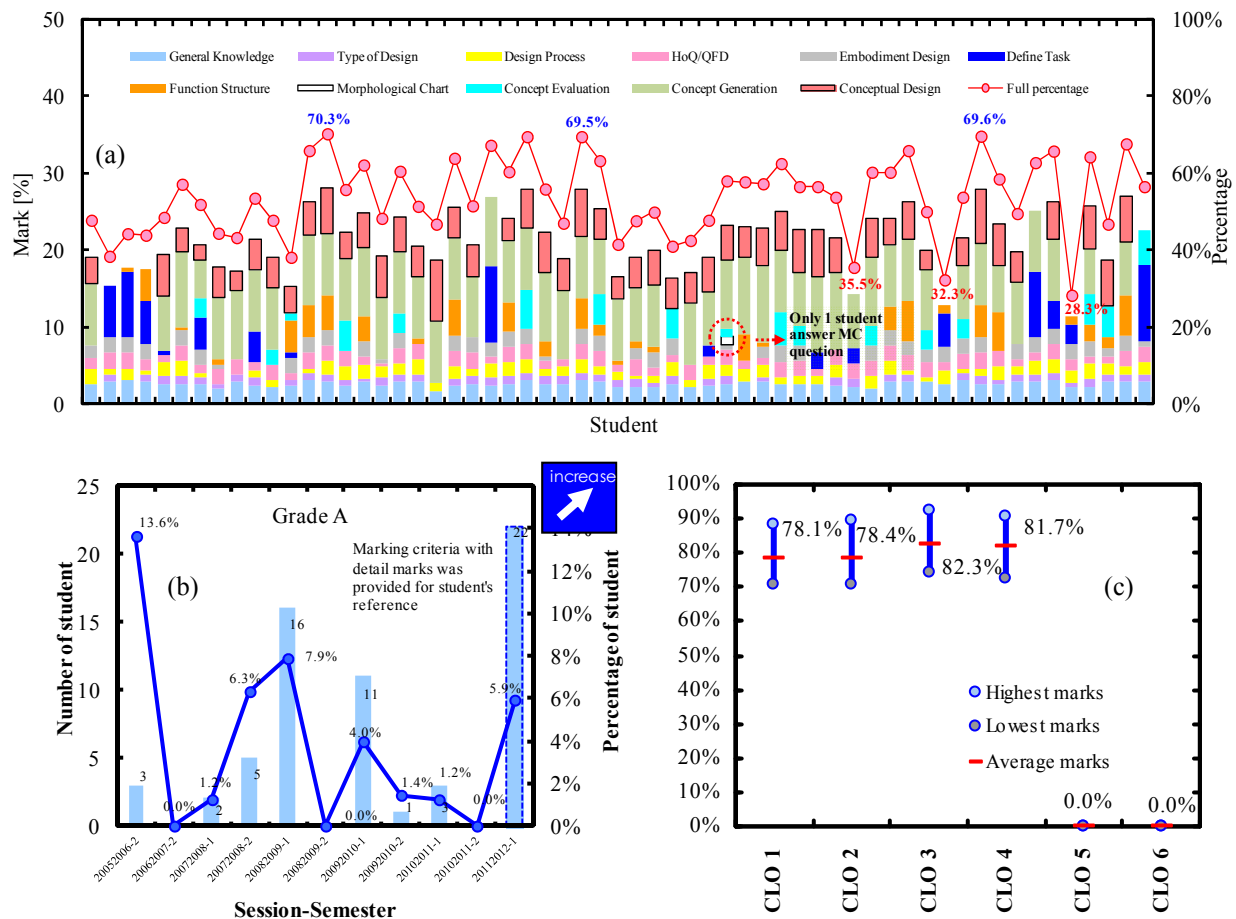 50
40
30
20
10
0
Mark [%]
100%
80%
60%
40%
20%
0%
Percentage
General Knowledge
Type of Design
Design Process
HoQ/QFD
Embodiment Design
Define Task
Function Structure
Morphological Chart
Concept Evaluation
Concept Generation
Conceptual Design
Full percentage
(a)
70.3%
69.5%
69.6%
35.5%
32.3%
28.3%
Only 1 student
answer MC
question
Student
25
20
15
10
5
0
Number of student
Grade A
increase
Marking criteria with
detail marks was
provided for student's
reference
(b)
13.6%
0.0%
1.2%
6.3%
7.9%
0.0%
4.0%
1.4%
1.2%
0.0%
5.9%
3
2
5
16
11
1
3
22
12%
10%
8%
6%
4%
2%
0%
Percentage of student
20052006-2
20062007-2
20072008-1
20072008-2
20082009-1
20082009-2
20092010-1
20092010-2
20102011-1
20102011-2
20112012-1
Session-Semester
100%
90%
80%
70%
60%
50%
40%
30%
20%
10%
0%
78.1%
78.4%
82.3%
81.7%
(c)
Highest marks
Lowest marks
Average marks
0.0%
0.0%
CLO 1
CLO 2
CLO 3
CLO 4
CLO 5
CLO 6